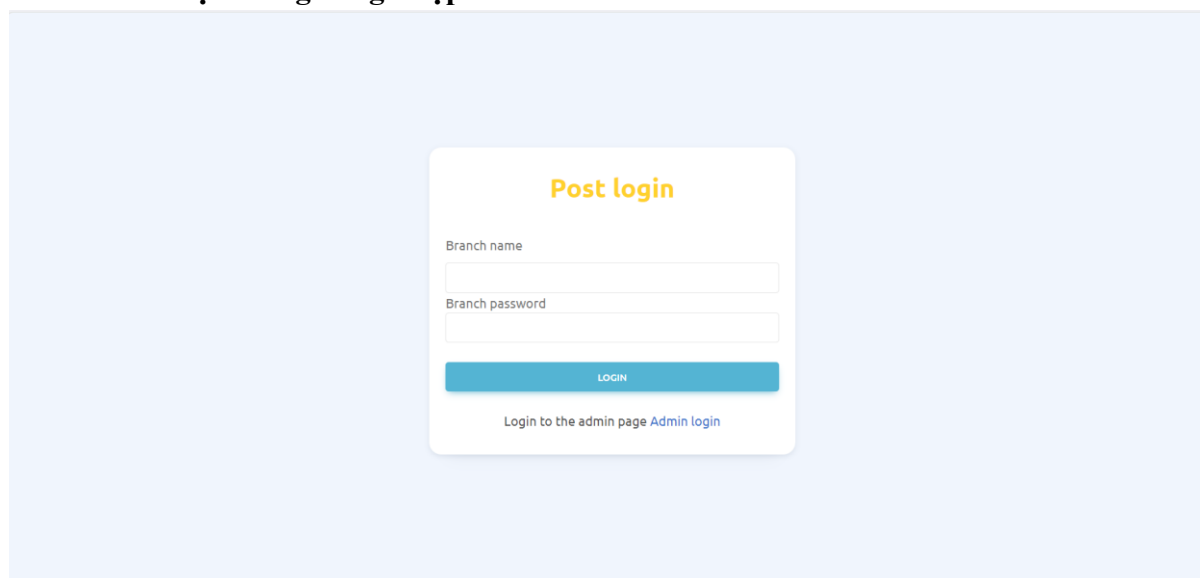 Post login
Branch name
Branch password
LOGIN
Login to the admin page Admin login